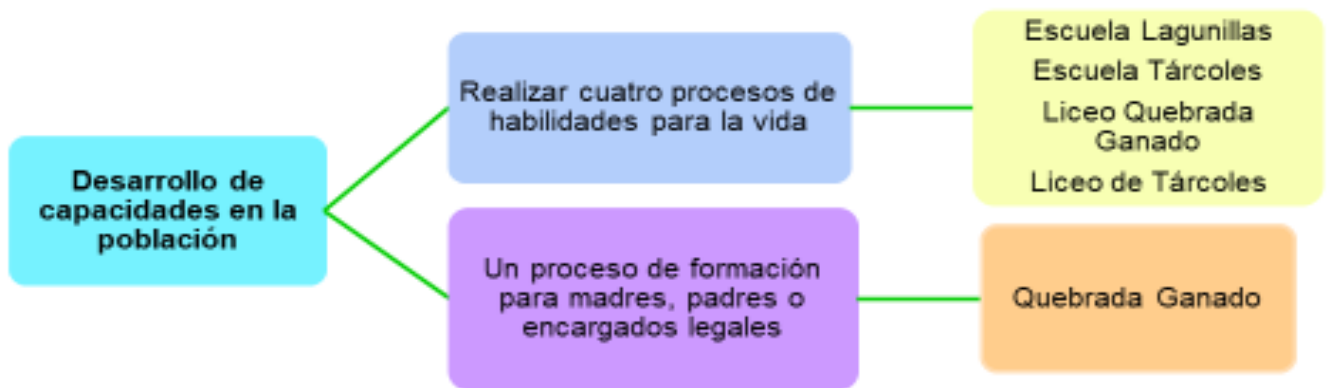 Desarrollo de
capacidades en la
población
Realizar cuatro procesos de
habilidades para la vida
Escuela Lagunillas
Escuela Tárcoles
Liceo Quebrada
Ganado
Liceo de Tárcoles
Un proceso de formación
para madres, padres o
encargados legales
Quebrada Ganado